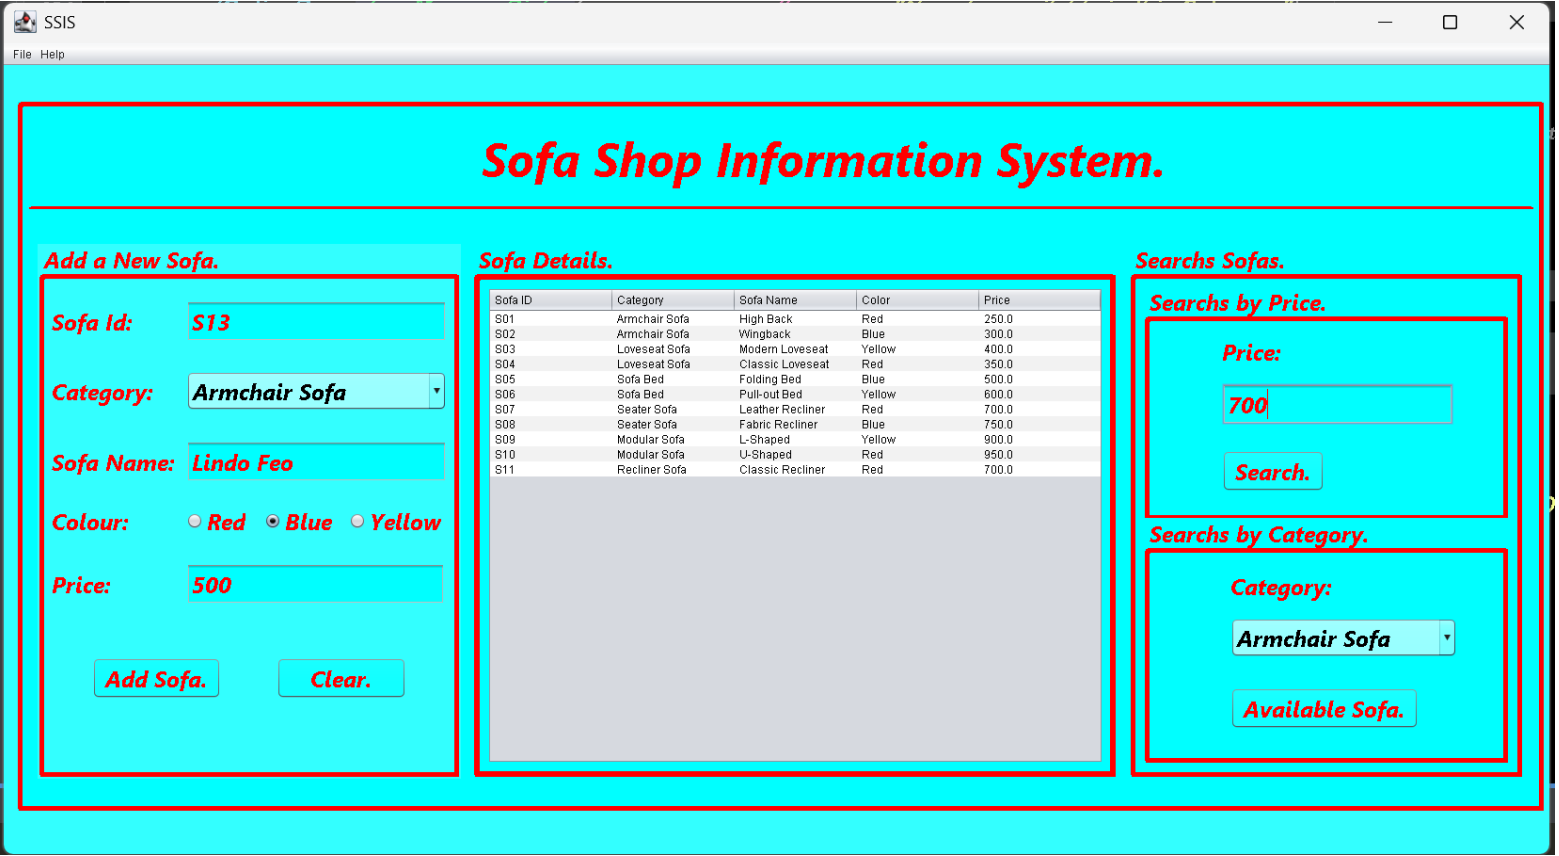 SSIS
File Help
Sofa Shop Information System.
Add a New Sofa.
Sofa Id: S13
Category: Armchair Sofa
Sofa Name: Lindo Feo
Colour: Red Blue Yellow
Price: 500
Add Sofa. Clear.
Sofa Details.
Sofa ID Category Sofa Name Color Price
S01 Armchair Sofa High Back Red 250.0
S02 Armchair Sofa Wingback Blue 300.0
S03 Loveseat Sofa Modern Loveseat Yellow 400.0
S04 Loveseat Sofa Classic Loveseat Red 350.0
S05 Sofa Bed Folding Bed Blue 500.0
S06 Sofa Bed Pull-out Bed Yellow 600.0
S07 Seater Sofa Leather Recliner Red 700.0
S08 Seater Sofa Fabric Recliner Blue 750.0
S09 Modular Sofa L-Shaped Yellow 900.0
S10 Modular Sofa U-Shaped Red 950.0
S11 Recliner Sofa Classic Recliner Red 700.0
Searchs Sofas.
Searchs by Price.
Price:
700
Search.
Searchs by Category.
Category:
Armchair Sofa
Available Sofa.